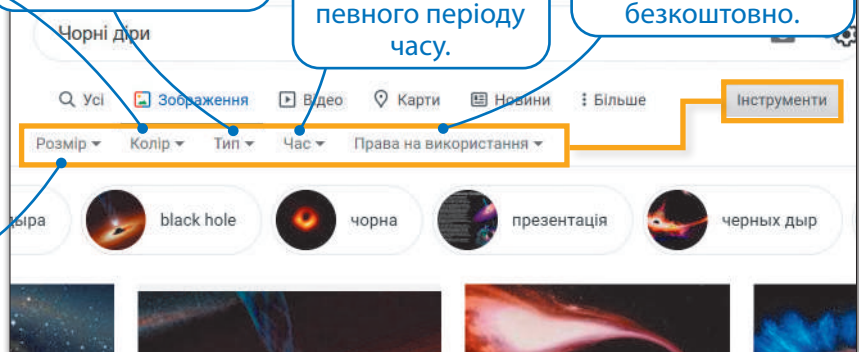 певного періоду
часу.
безкоштовно.
Чорні діри
Усі Зображення Відео Карти Новини Більше Інструменти
Розмір Колір Тип Час Права на використання
дыра black hole чорна презентація черных дыр